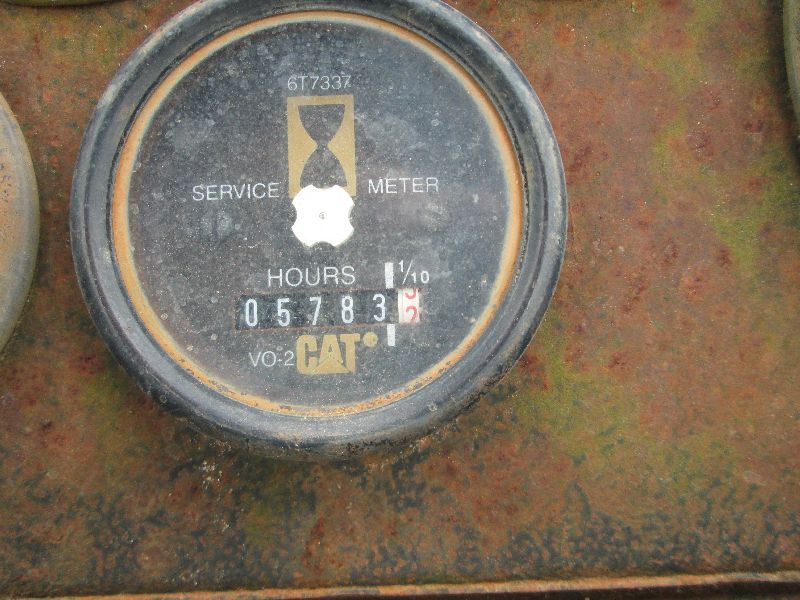 6T7337
SERVICE METER
HOURS 1/10
05783
VO-2 CAT